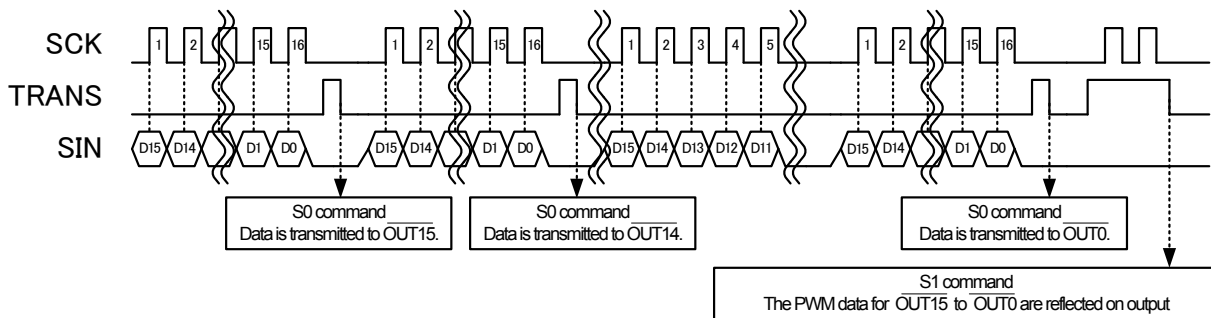 SCK 1 2 15 16 1 2 15 16 1 2 3 4 5 1 2 15 16
TRANS
SIN D15 D14 D1 D0 D15 D14 D1 D0 D15 D14 D13 D12 D11 D15 D14 D1 D0
S0 command
Data is transmitted to OUT15.
S0 command
Data is transmitted to OUT14.
S0 command
Data is transmitted to OUT0.
S1 command
The PWM data for OUT15 to OUT0 are reflected on output